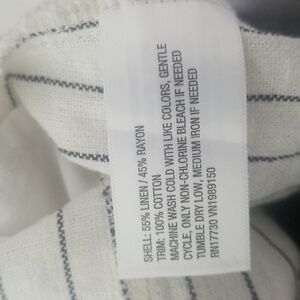 SHELL: 55% LINEN / 45% RAYON
TRIM: 100% COTTON
MACHINE WASH COLD WITH LIKE COLORS, GENTLE
CYCLE, ONLY NON-CHLORINE BLEACH IF NEEDED
TUMBLE DRY LOW, MEDIUM IRON IF NEEDED
RN17730 VN1989150